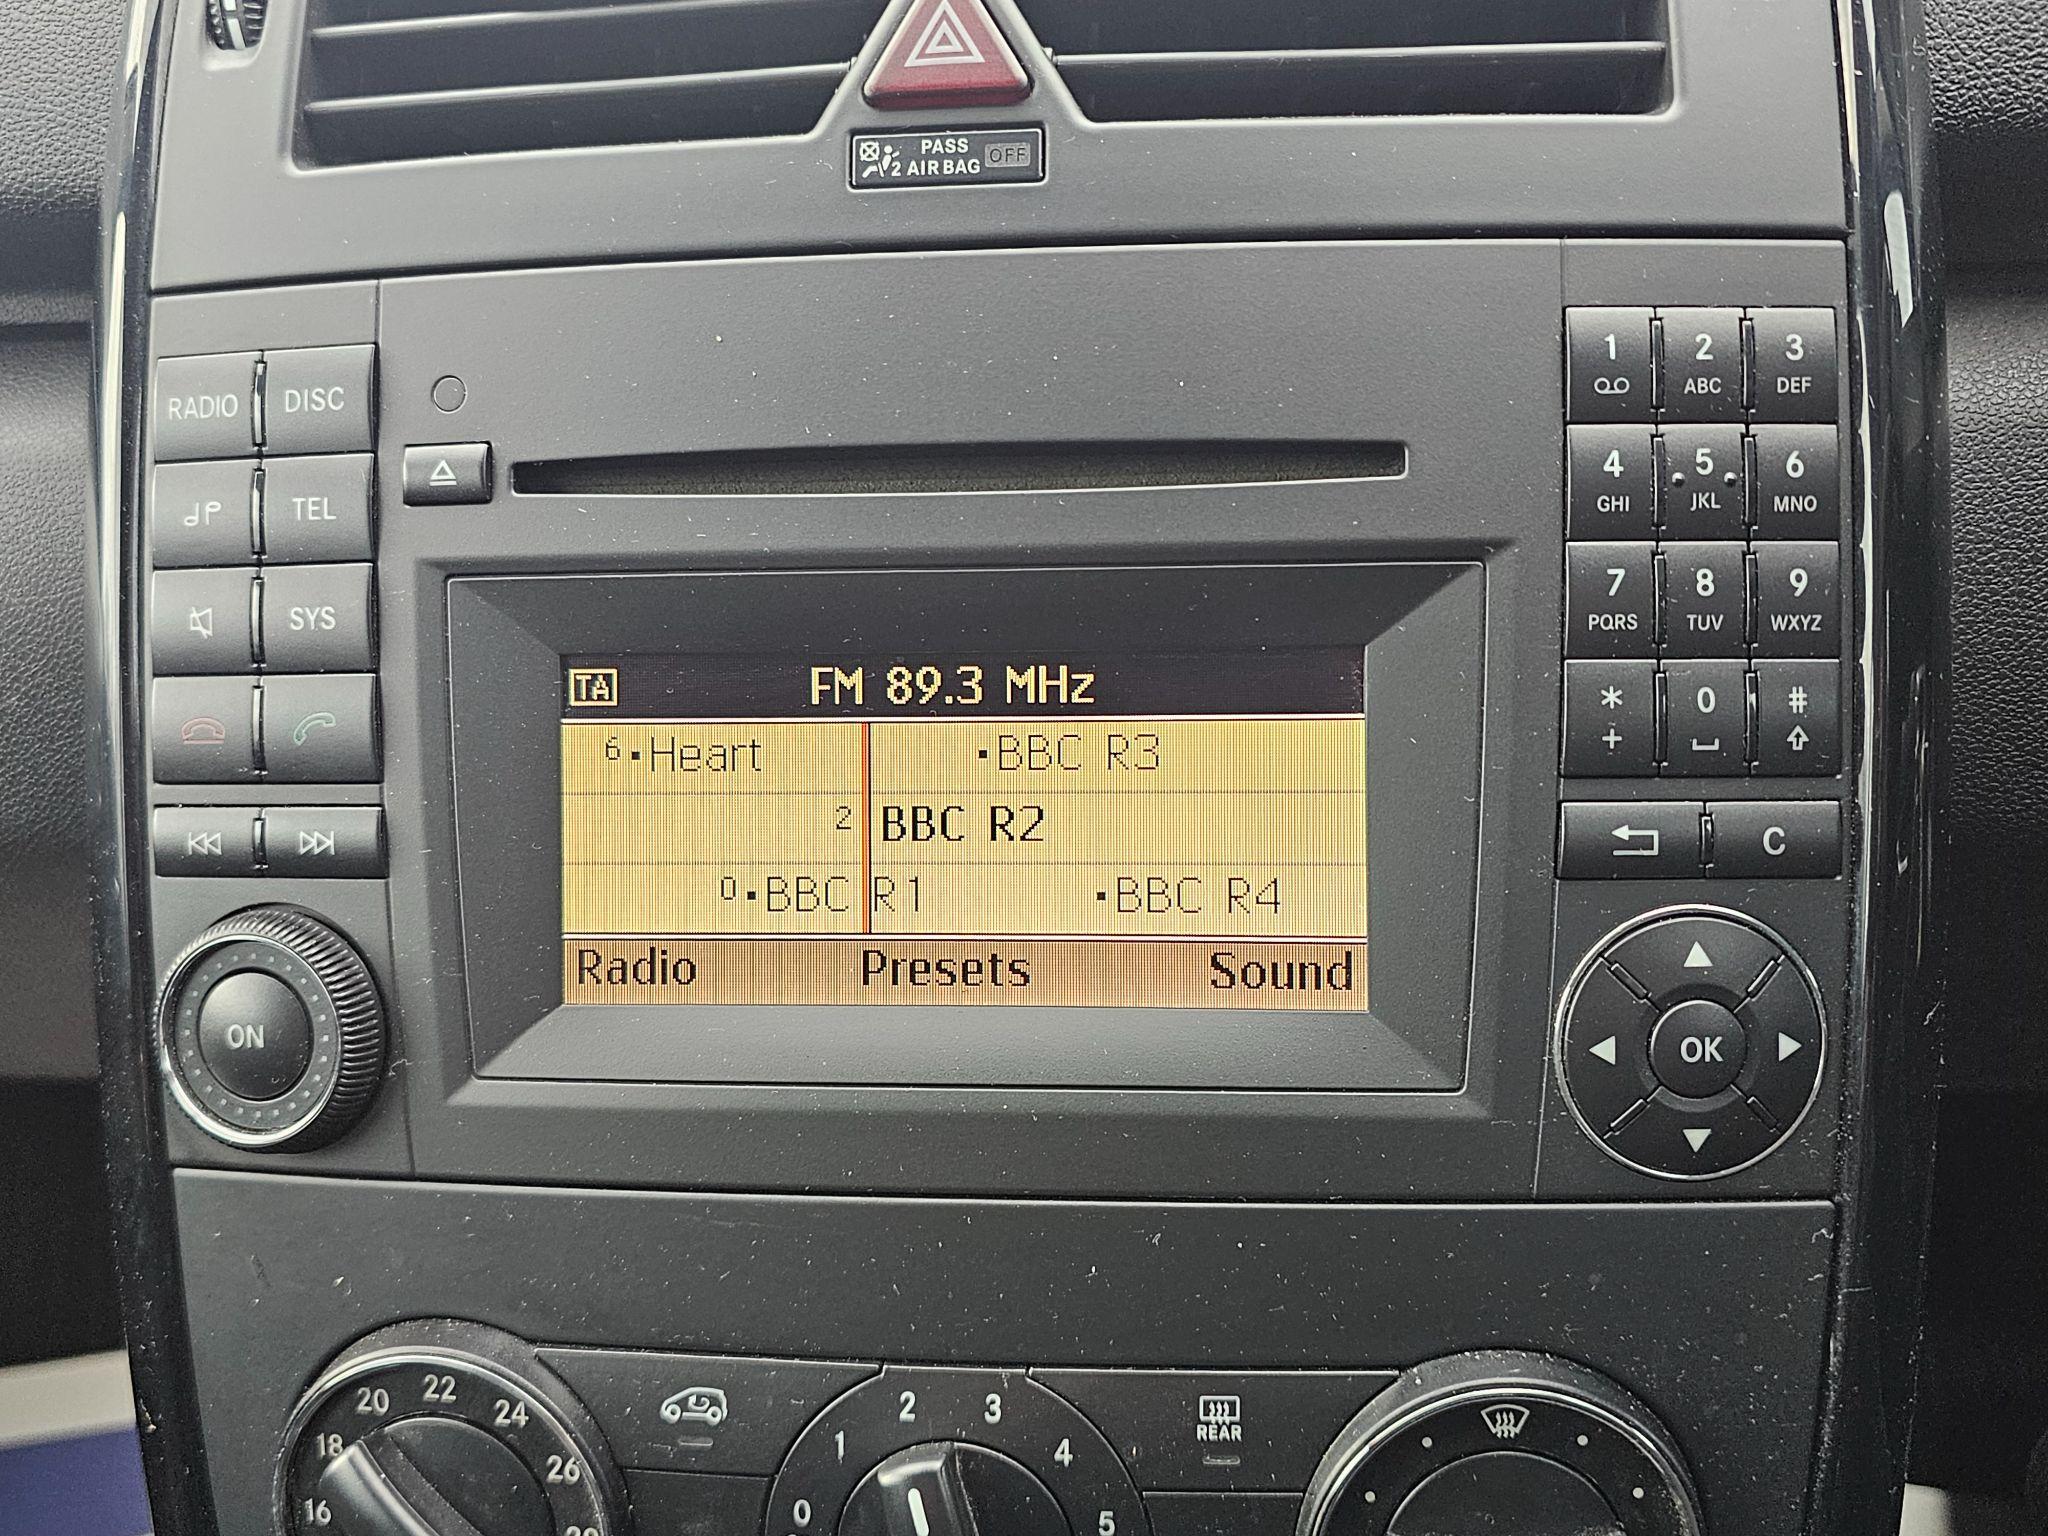 PASS
2 AIRBAG OFF
RADIO DISC
TEL
SYS
ON
1 2 ABC 3 DEF
4 GHI 5 JKL 6 MNO
7 PQRS 8 TUV 9 WXYZ
* + 0 #
C
OK
TA FM 89.3 MHz
6 Heart BBC R3
2 BBC R2
0 BBC R1 BBC R4
Radio Presets Sound
16 18 20 22 24 26
0 1 2 3 4 5
REAR